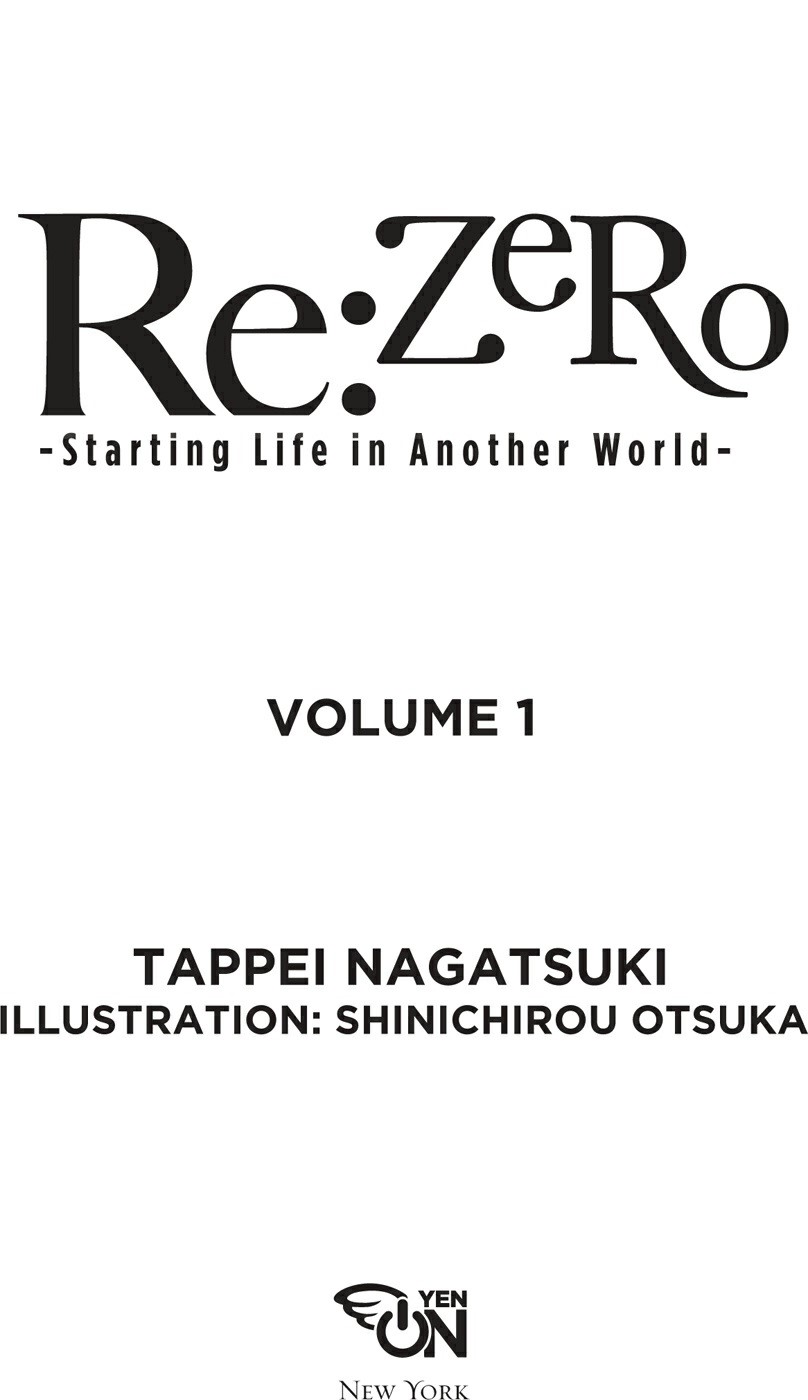 Re:ZeRo
-Starting Life in Another World-
VOLUME 1
TAPPEI NAGATSUKI
ILLUSTRATION: SHINICHIROU OTSUKA
YEN
ON
NEW YORK